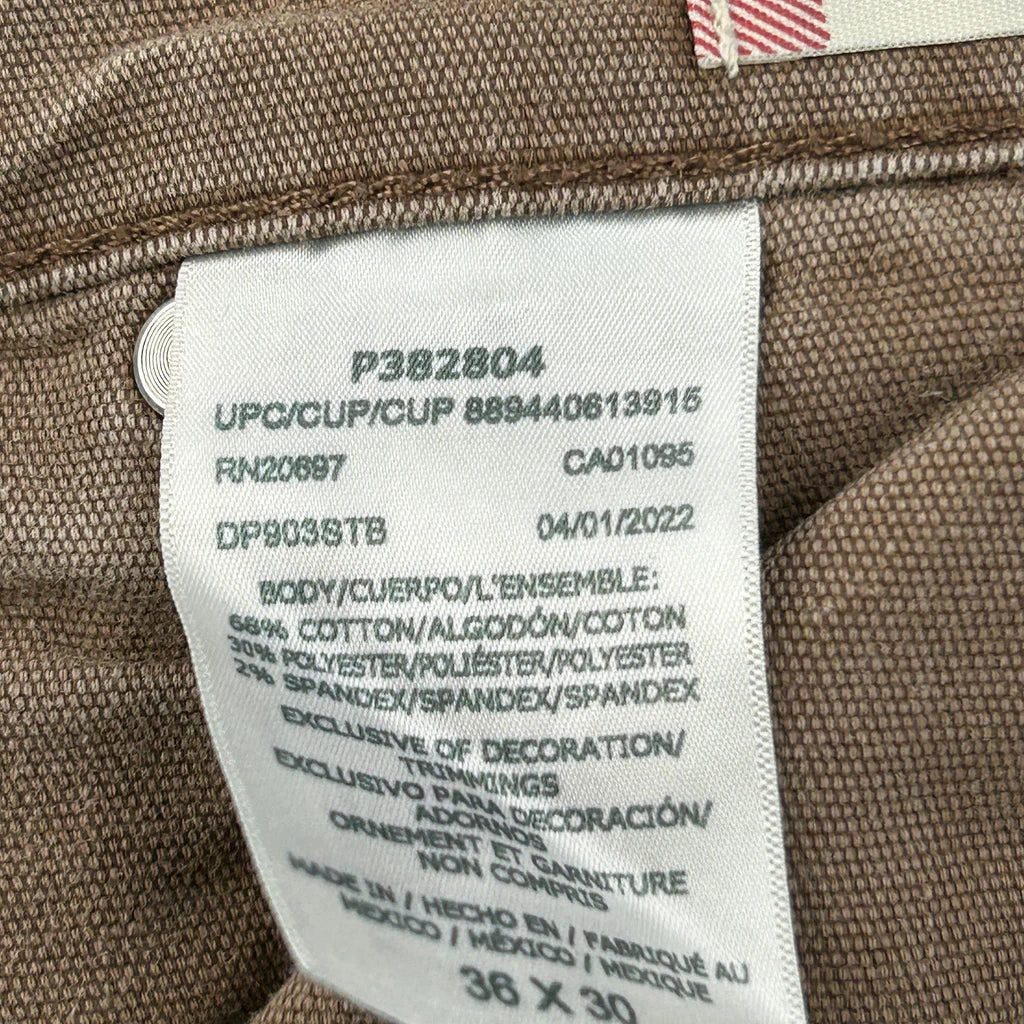 P382804
UPC/CUP/CUP 889440613915
RN20697 CA01095
DP903STB 04/01/2022
BODY/CUERPO/L'ENSEMBLE:
68% COTTON/ALGODÓN/COTON
30% POLYESTER/POLIÉSTER/POLYESTER
2% SPANDEX/SPANDEX/SPANDEX
EXCLUSIVE OF DECORATION/
TRIMMINGS
EXCLUSIVO PARA DECORACIÓN/
ADORNOS
ORNEMENT ET GARNITURE
NON COMPRIS
MADE IN / HECHO EN / FABRIQUÉ AU
MEXICO / MÉXICO / MEXIQUE
36 X 30